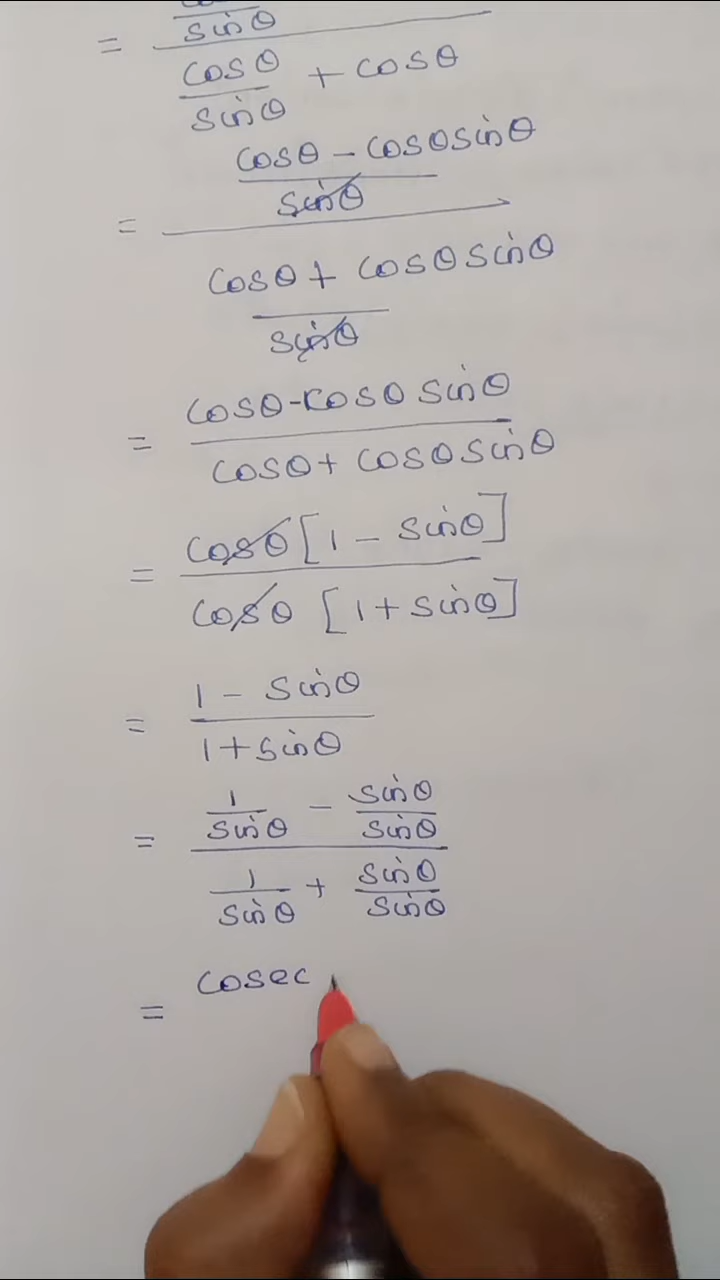 sinθ
= cosθ/sinθ + cosθ
cosθ - cosθsinθ
sinθ
=
cosθ + cosθsinθ
sinθ
= cosθ - cosθ sinθ
cosθ + cosθsinθ
= cosθ [1 - sinθ]
cosθ [1 + sinθ]
= 1 - sinθ
1 + sinθ
= 1/sinθ - sinθ/sinθ
1/sinθ + sinθ/sinθ
= cosec